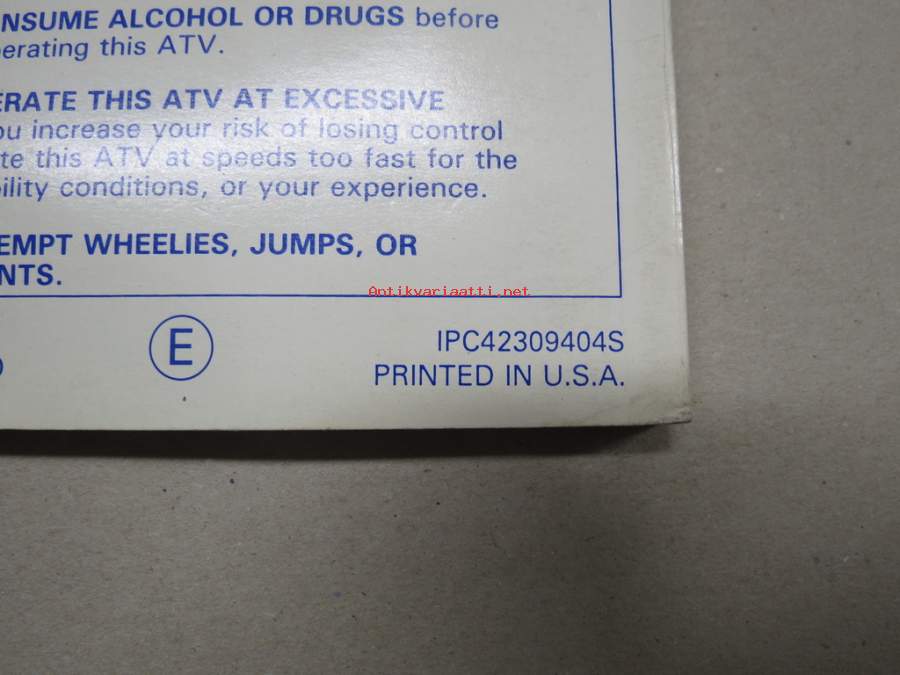 NSUME ALCOHOL OR DRUGS before
erating this ATV.
ERATE THIS ATV AT EXCESSIVE
ou increase your risk of losing control
te this ATV at speeds too fast for the
bility conditions, or your experience.
EMPT WHEELIES, JUMPS, OR
NTS.
Antikvariaatti.net
E
IPC42309404S
PRINTED IN U.S.A.